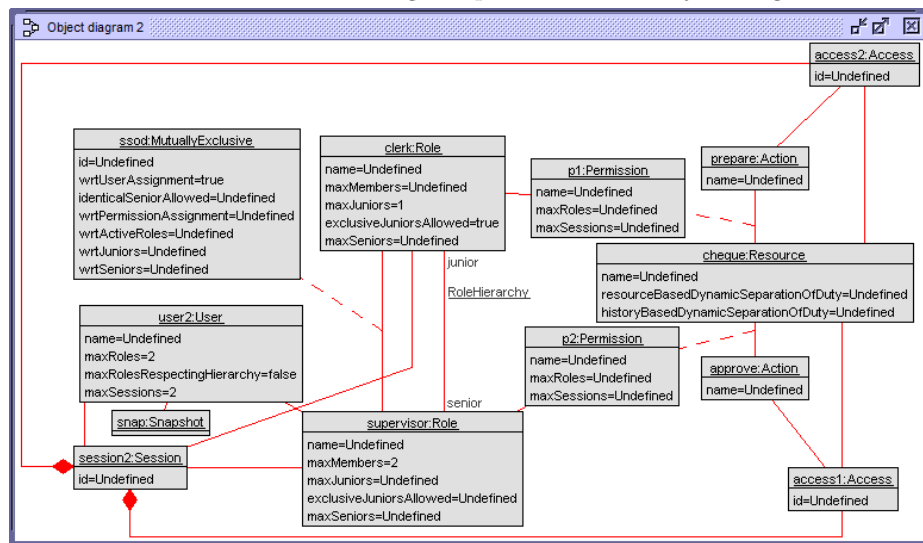 Object diagram 2
access2:Access
id=Undefined
ssod:MutuallyExclusive
id=Undefined
wrtUserAssignment=true
identicalSeniorAllowed=Undefined
wrtPermissionAssignment=Undefined
wrtActiveRoles=Undefined
wrtJuniors=Undefined
wrtSeniors=Undefined
clerk:Role
name=Undefined
maxMembers=Undefined
maxJuniors=1
exclusiveJuniorsAllowed=true
maxSeniors=Undefined
p1:Permission
name=Undefined
maxRoles=Undefined
maxSessions=Undefined
prepare:Action
name=Undefined
junior
RoleHierarchy
senior
cheque:Resource
name=Undefined
resourceBasedDynamicSeparationOfDuty=Undefined
historyBasedDynamicSeparationOfDuty=Undefined
user2:User
name=Undefined
maxRoles=2
maxRolesRespectingHierarchy=false
maxSessions=2
p2:Permission
name=Undefined
maxRoles=Undefined
maxSessions=Undefined
approve:Action
name=Undefined
snap:Snapshot
supervisor:Role
name=Undefined
maxMembers=2
maxJuniors=Undefined
exclusiveJuniorsAllowed=Undefined
maxSeniors=Undefined
session2:Session
id=Undefined
access1:Access
id=Undefined